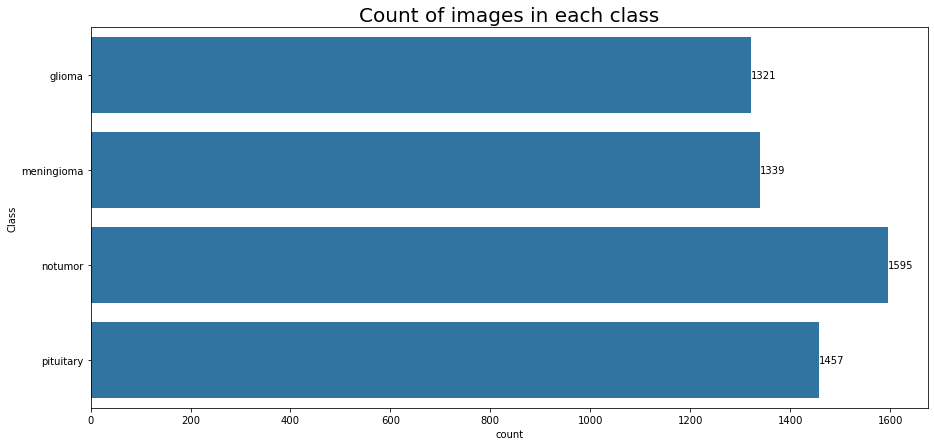 Count of images in each class
glioma
1321
meningioma
1339
Class
notumor
1595
pituitary
1457
0 200 400 600 800 1000 1200 1400 1600
count